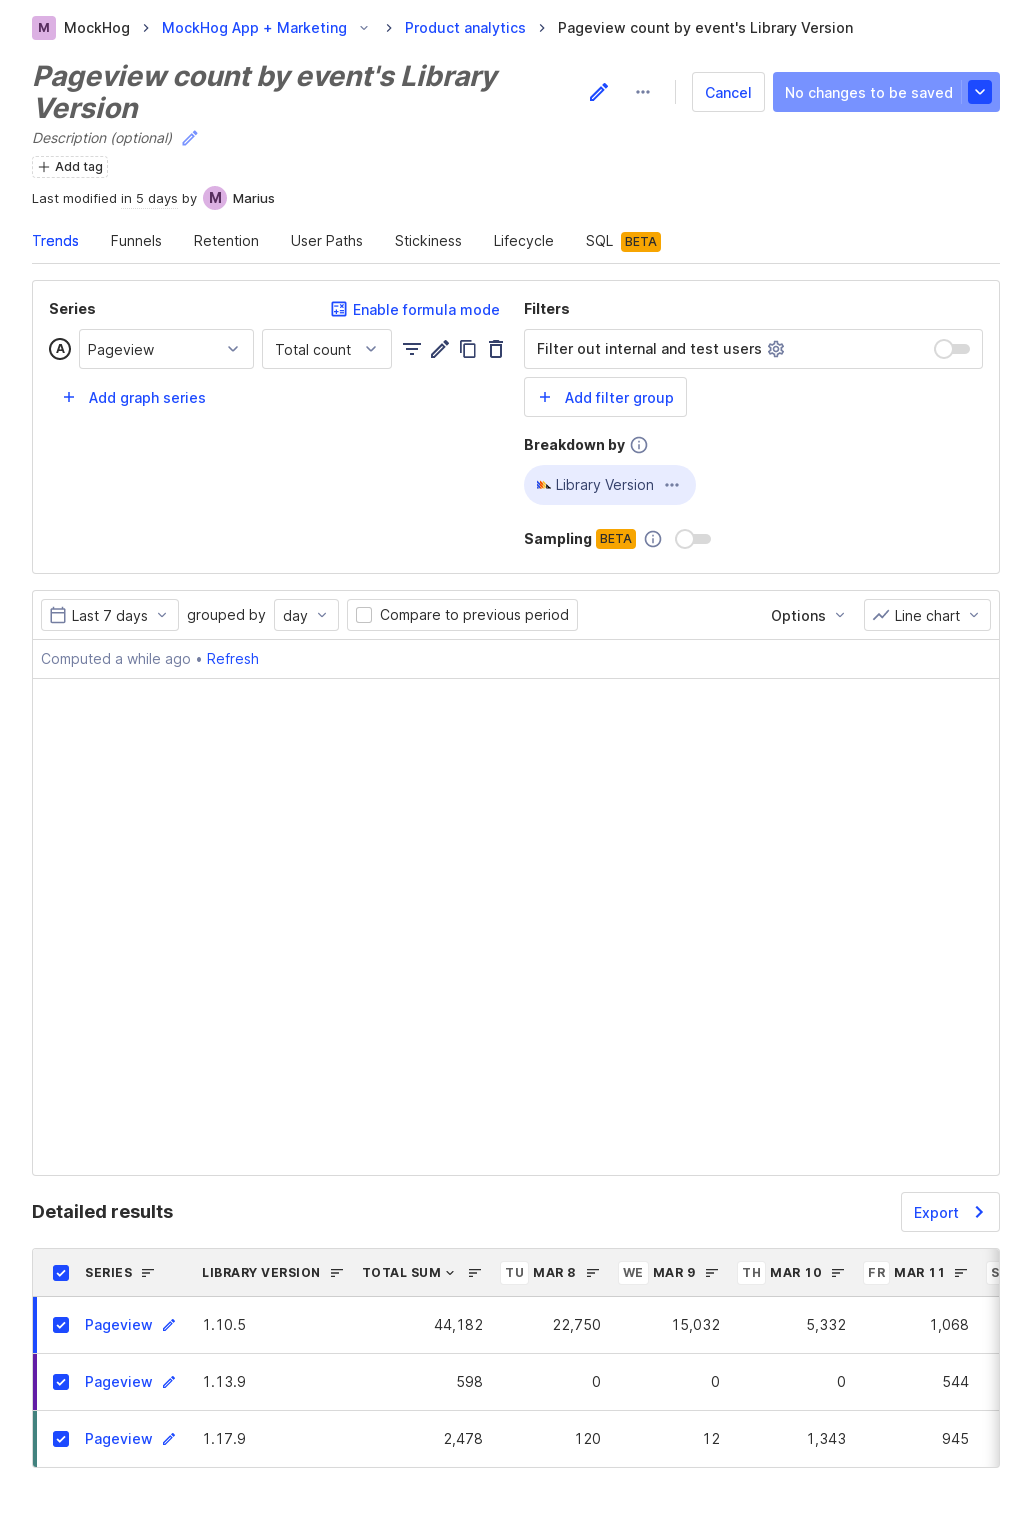 M MockHog > MockHog App + Marketing > Product analytics > Pageview count by event's Library Version
Pageview count by event's Library
Version
Cancel
No changes to be saved
Description (optional)
Add tag
Last modified in 5 days by M Marius
Trends Funnels Retention User Paths Stickiness Lifecycle SQL BETA
Series
Enable formula mode
A Pageview Total count
Add graph series
Filters
Filter out internal and test users
Add filter group
Breakdown by
Library Version
Sampling BETA
Last 7 days grouped by day Compare to previous period Options Line chart
Computed a while ago • Refresh
Detailed results
Export
SERIES LIBRARY VERSION TOTAL SUM TU MAR 8 WE MAR 9 TH MAR 10 FR MAR 11 S
Pageview 1.10.5 44,182 22,750 15,032 5,332 1,068
Pageview 1.13.9 598 0 0 0 544
Pageview 1.17.9 2,478 120 12 1,343 945